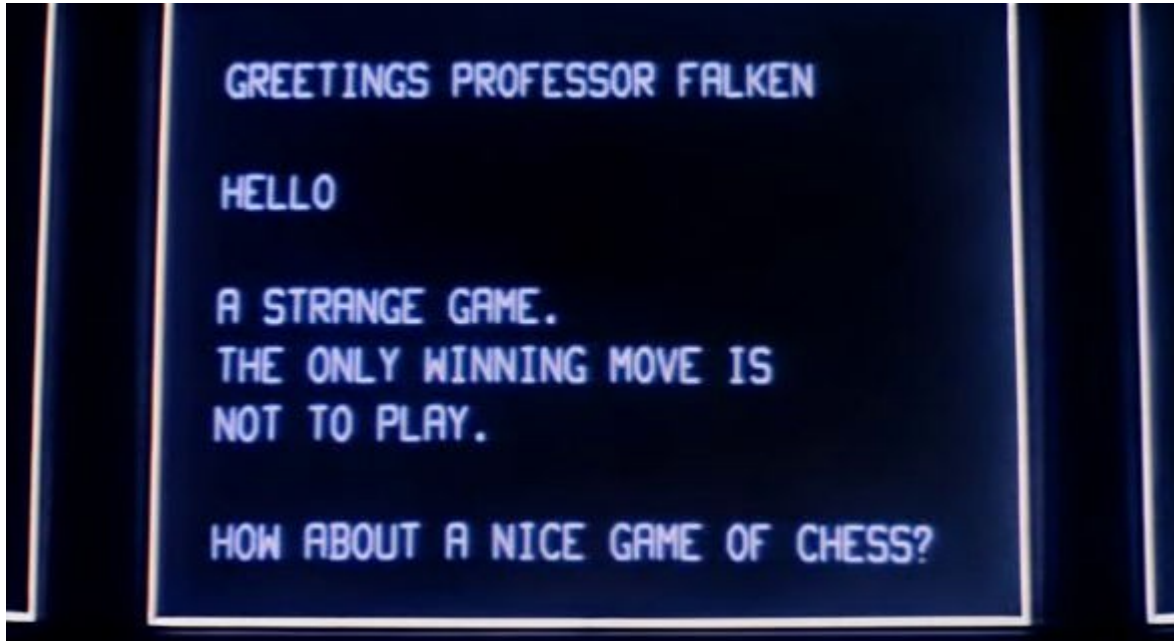 GREETINGS PROFESSOR FALKEN
HELLO
A STRANGE GAME.
THE ONLY WINNING MOVE IS
NOT TO PLAY.
HOW ABOUT A NICE GAME OF CHESS?